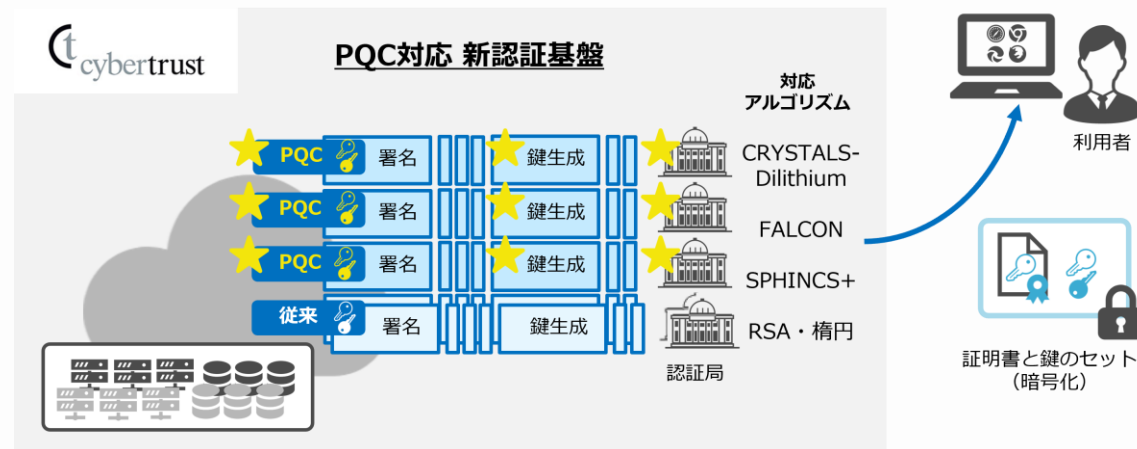 cybertrust
PQC対応 新認証基盤
対応
アルゴリズム
PQC 署名 鍵生成 CRYSTALS-
Dilithium
PQC 署名 鍵生成 FALCON
PQC 署名 鍵生成 SPHINCS+
従来 署名 鍵生成 RSA・楕円
認証局
利用者
証明書と鍵のセット
（暗号化）